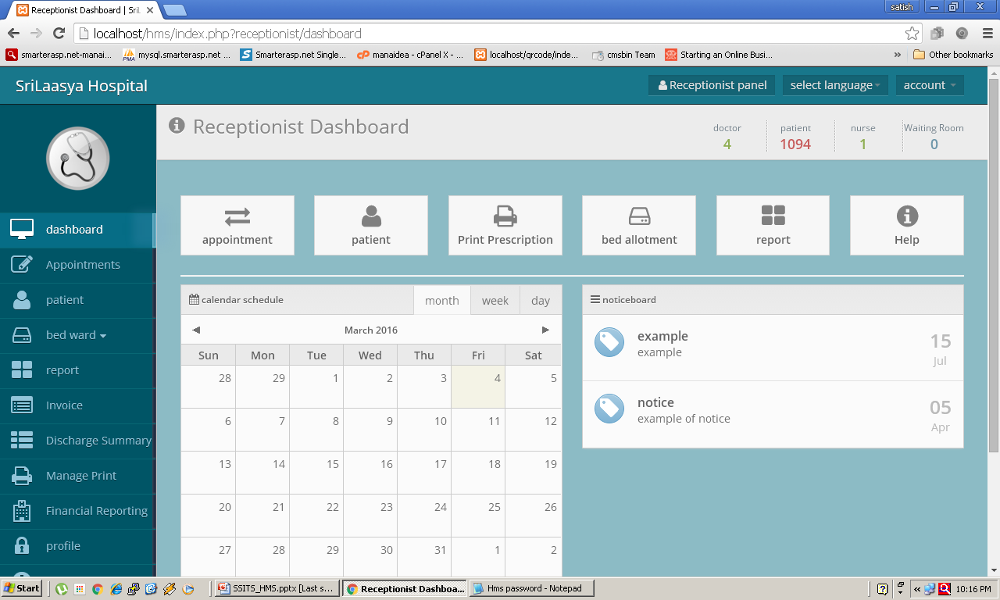 Receptionist Dashboard | Sril
satish
localhost/hms/index.php?receptionist/dashboard
smarterasp.net-manai...
mysql.smarterasp.net ...
Smarterasp.net Single...
manaidea - cPanel X - ...
localhost/qrcode/inde...
cmsbin Team
Starting an Online Busi...
»
Other bookmarks
SriLaasya Hospital
Receptionist panel
select language
account
Receptionist Dashboard
doctor
4
patient
1094
nurse
1
Waiting Room
0
dashboard
Appointments
patient
bed ward
report
Invoice
Discharge Summary
Manage Print
Financial Reporting
profile
appointment
patient
Print Prescription
bed allotment
report
Help
calendar schedule
month week day
March 2016
Sun Mon Tue Wed Thu Fri Sat
28 29 1 2 3 4 5
6 7 8 9 10 11 12
13 14 15 16 17 18 19
20 21 22 23 24 25 26
27 28 29 30 31 1 2
noticeboard
example
example
15
Jul
notice
example of notice
05
Apr
Start
SSITS_HMS.pptx [Last s...
Receptionist Dashboa...
Hms password - Notepad
«
10:16 PM